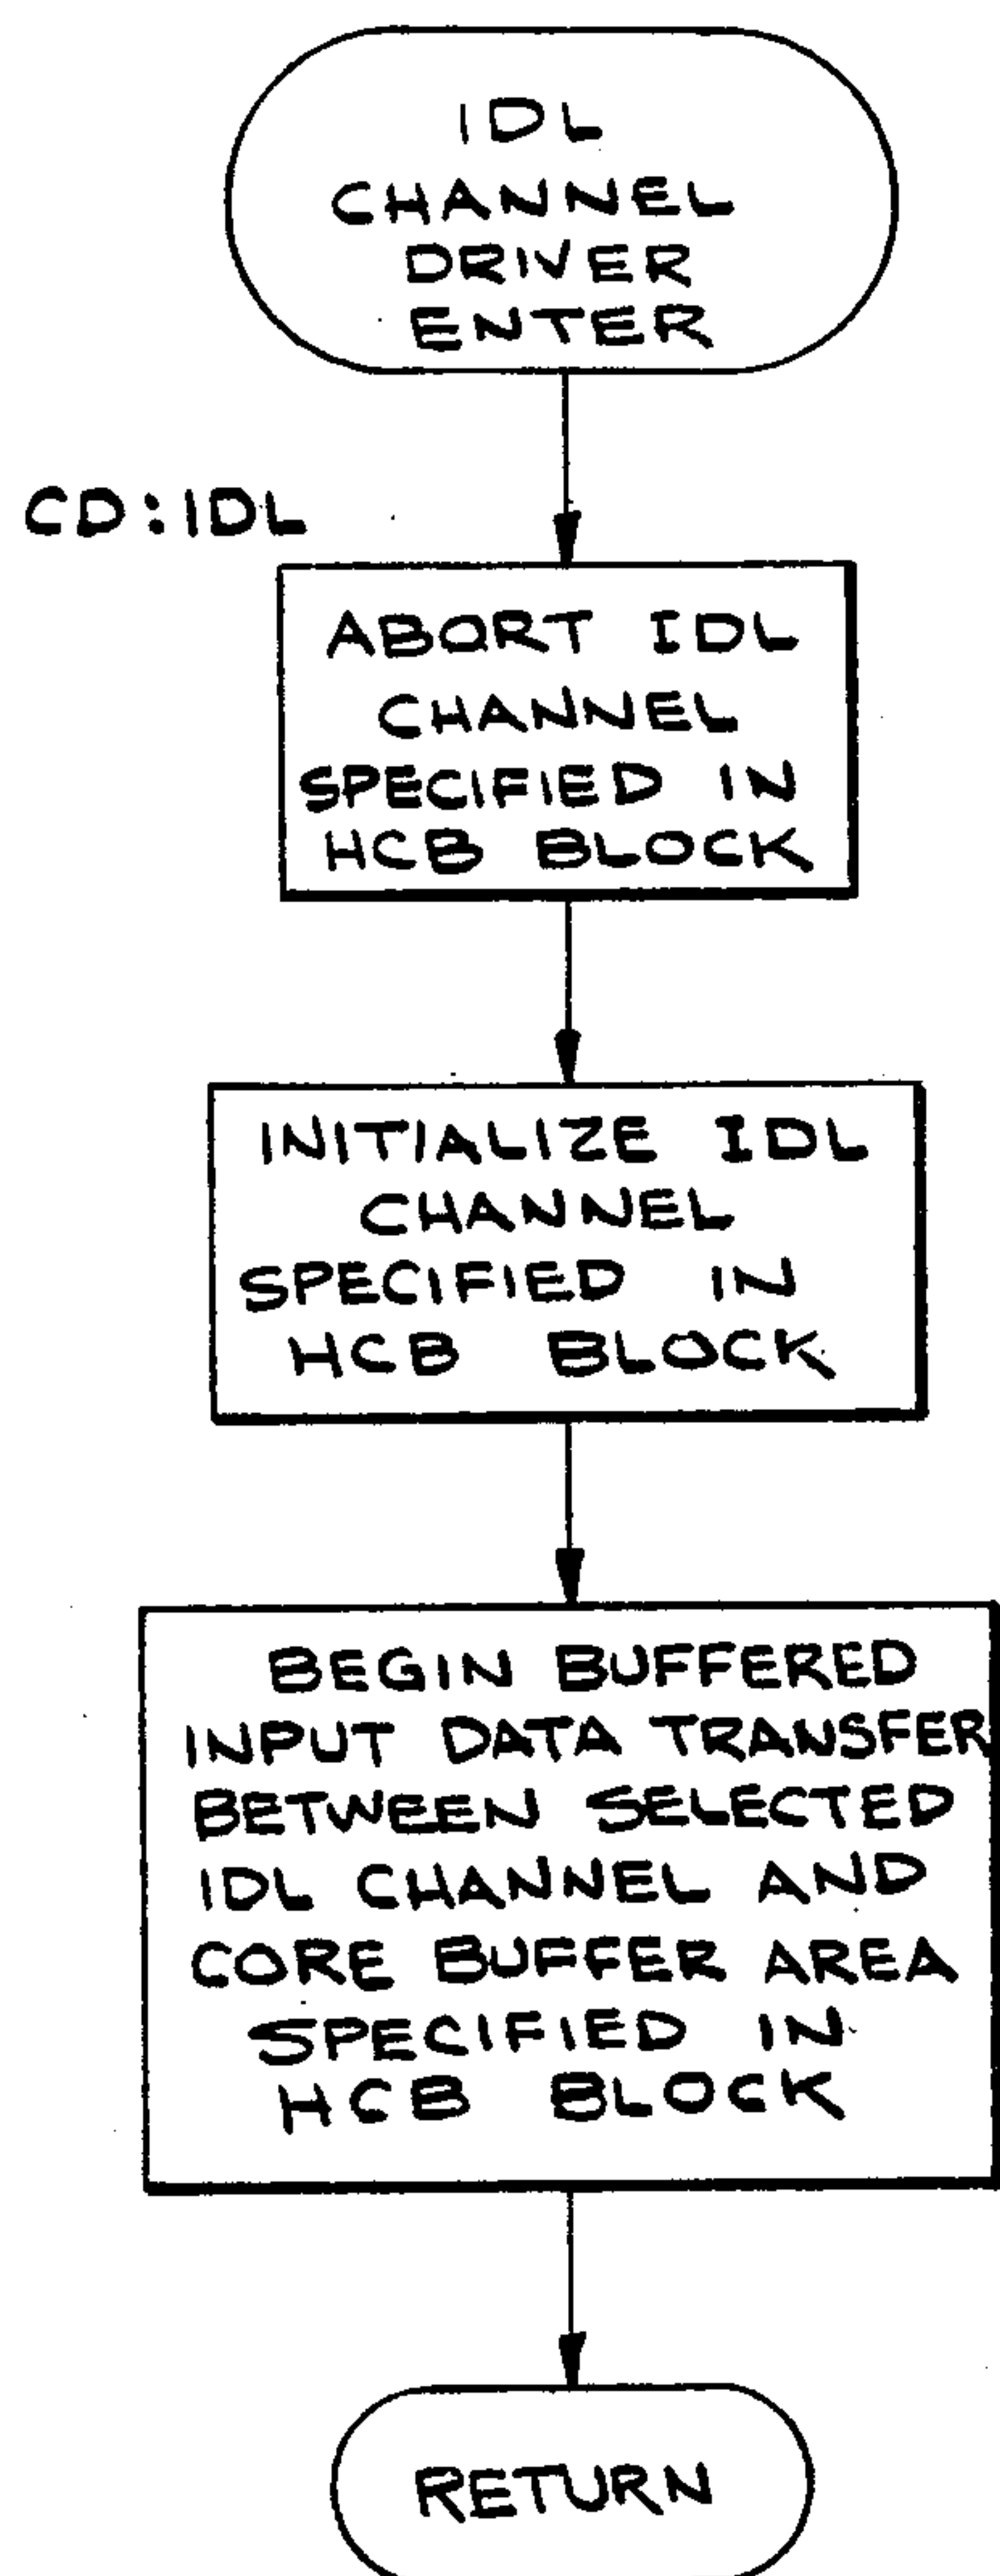 IDL
CHANNEL
DRIVER
ENTER
CD:IDL
ABORT IDL
CHANNEL
SPECIFIED IN
HCB BLOCK
INITIALIZE IDL
CHANNEL
SPECIFIED IN
HCB BLOCK
BEGIN BUFFERED
INPUT DATA TRANSFER
BETWEEN SELECTED
IDL CHANNEL AND
CORE BUFFER AREA
SPECIFIED IN
HCB BLOCK
RETURN